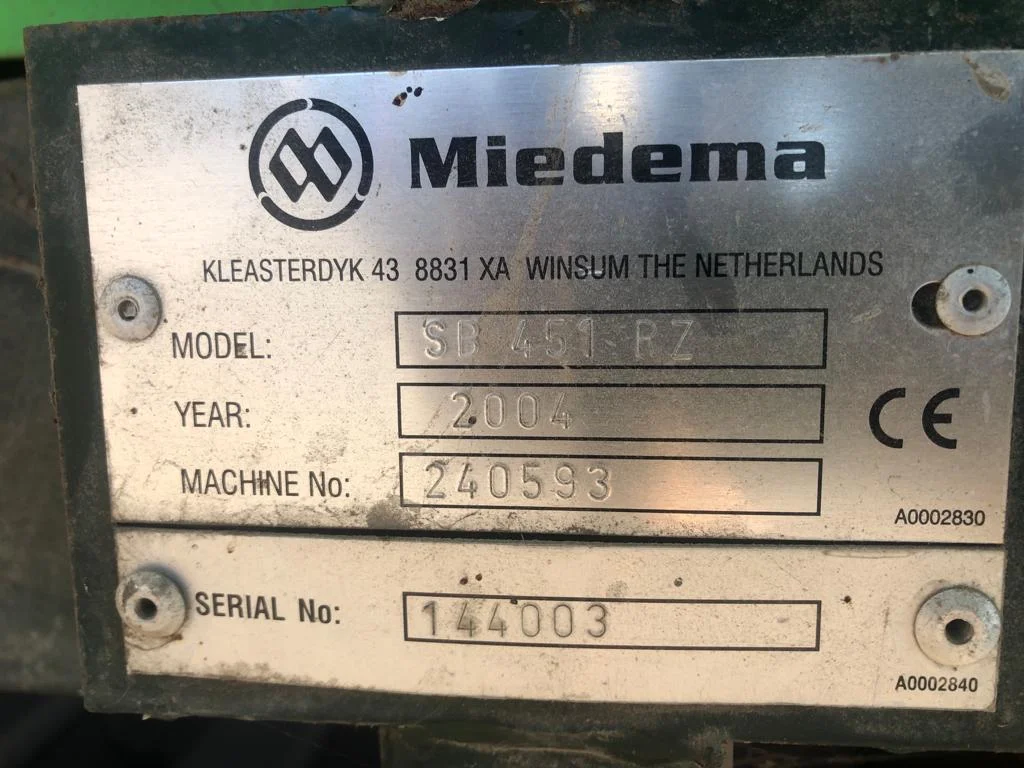 Miedema
KLEASTERDYK 43 8831 XA WINSUM THE NETHERLANDS
MODEL: SB 451 RZ
YEAR: 2004
MACHINE No: 240593
CE
A0002830
SERIAL No: 144003
A0002840